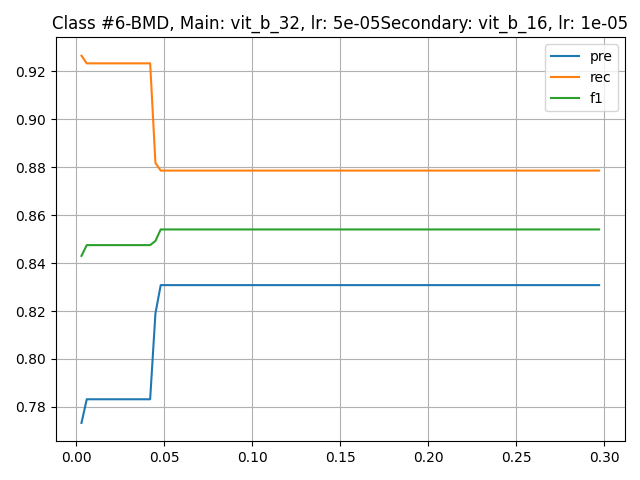 Class #6-BMD, Main: vit_b_32, lr: 5e-05Secondary: vit_b_16, lr: 1e-05
pre
rec
f1
0.92
0.90
0.88
0.86
0.84
0.82
0.80
0.78
0.00 0.05 0.10 0.15 0.20 0.25 0.30